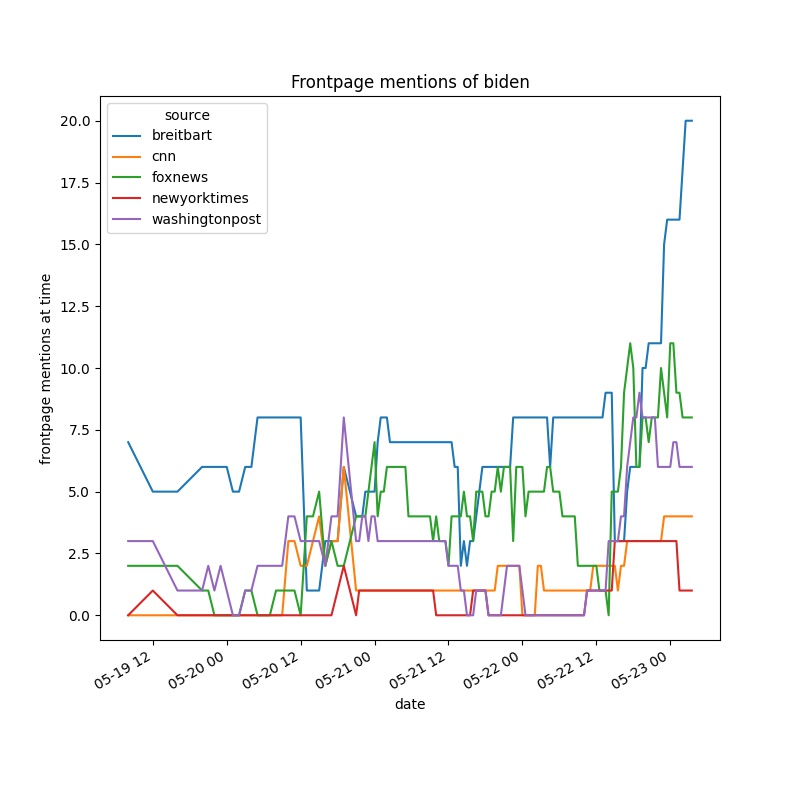 Frontpage mentions of biden
source
breitbart
cnn
foxnews
newyorktimes
washingtonpost
20.0
17.5
15.0
12.5
10.0
7.5
5.0
2.5
0.0
frontpage mentions at time
05-19 12
05-20 00
05-20 12
05-21 00
05-21 12
05-22 00
05-22 12
05-23 00
date